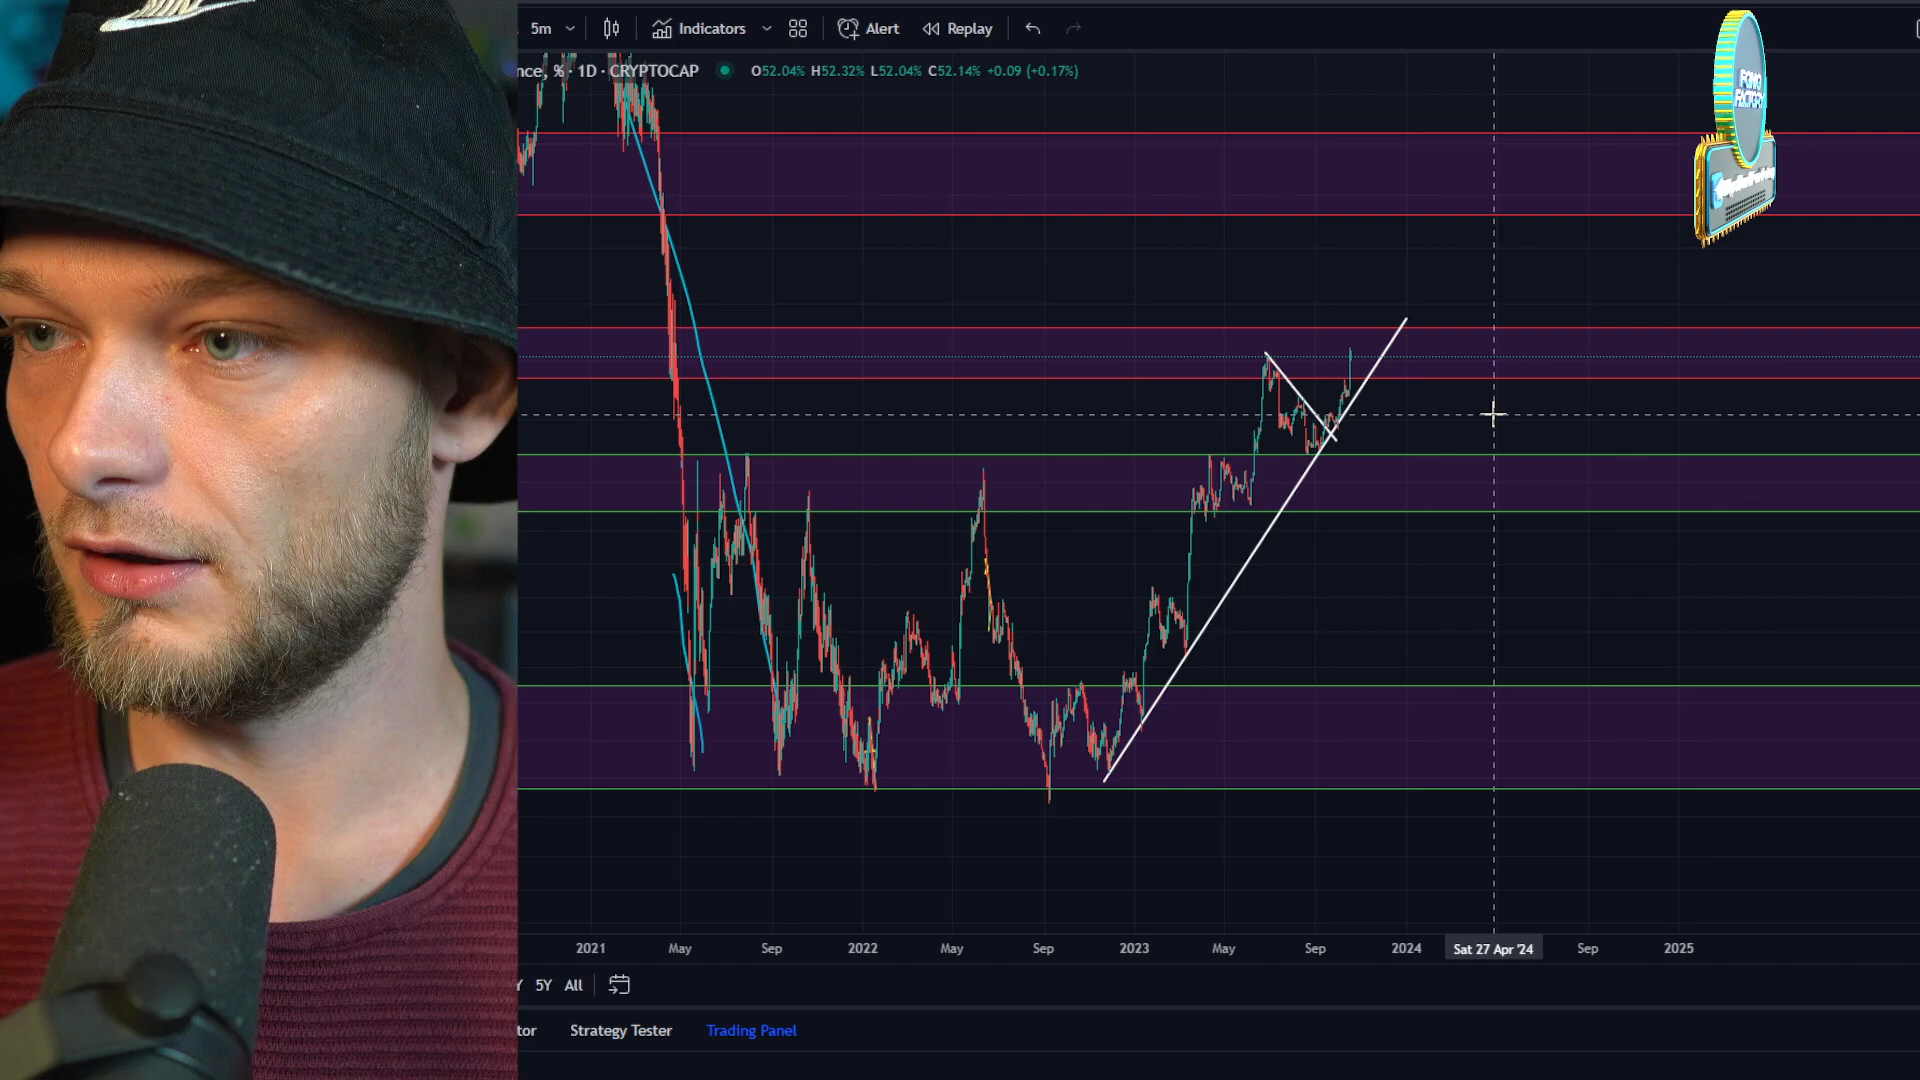 5m Indicators Alert Replay
nce, % · 1D · CRYPTOCAP O52.04% H52.32% L52.04% C52.14% +0.09 (+0.17%)
2021 May Sep 2022 May Sep 2023 May Sep 2024 Sat 27 Apr '24 Sep 2025
Y 5Y All
tor Strategy Tester Trading Panel